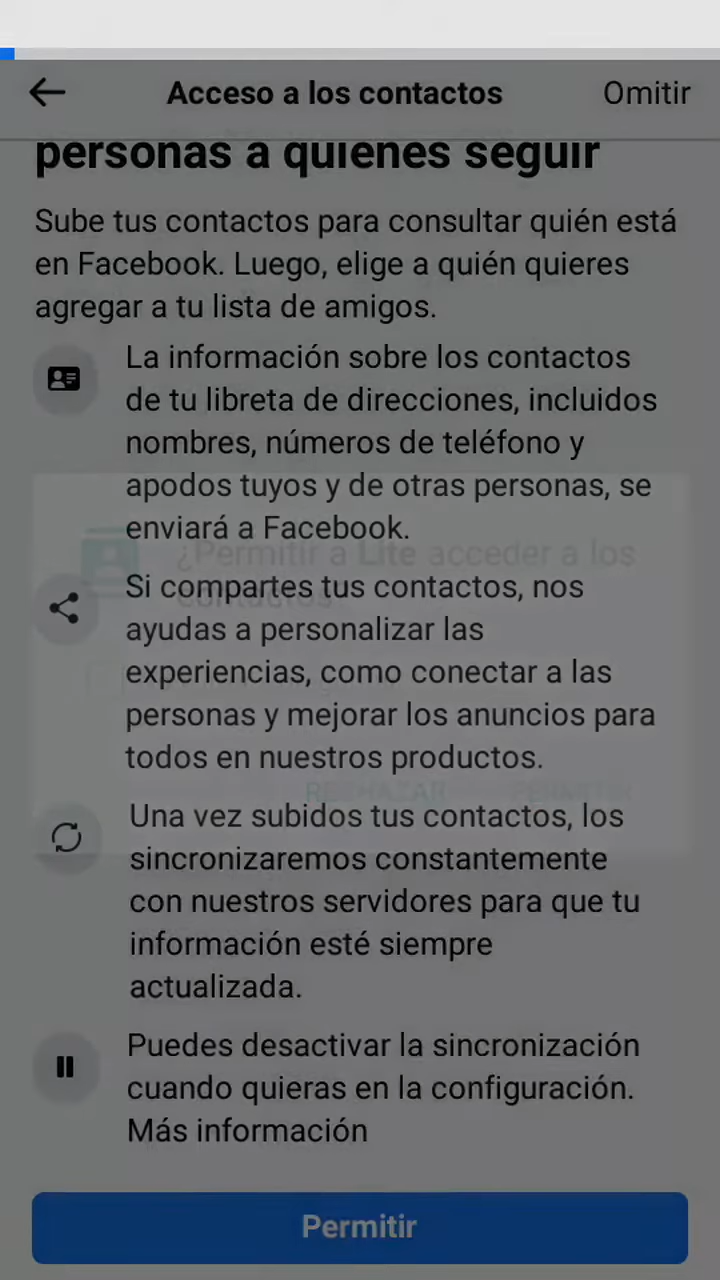 Acceso a los contactos
Omitir
personas a quienes seguir
Sube tus contactos para consultar quién está
en Facebook. Luego, elige a quién quieres
agregar a tu lista de amigos.
La información sobre los contactos
de tu libreta de direcciones, incluidos
nombres, números de teléfono y
apodos tuyos y de otras personas, se
enviará a Facebook.
¿Permitir a Lite acceder a los
contactos?
Si compartes tus contactos, nos
ayudas a personalizar las
experiencias, como conectar a las
personas y mejorar los anuncios para
todos en nuestros productos.
RECHAZAR
PERMITIR
Una vez subidos tus contactos, los
sincronizaremos constantemente
con nuestros servidores para que tu
información esté siempre
actualizada.
Puedes desactivar la sincronización
cuando quieras en la configuración.
Más información
Permitir